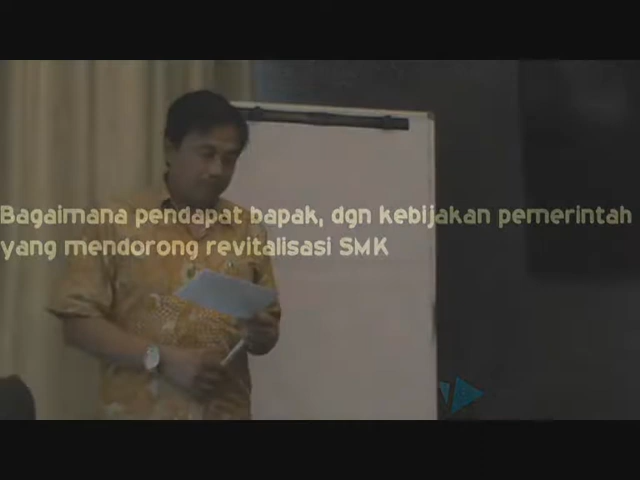 Bagaimana pendapat bapak, dgn kebijakan pemerintah
yang mendorong revitalisasi SMK